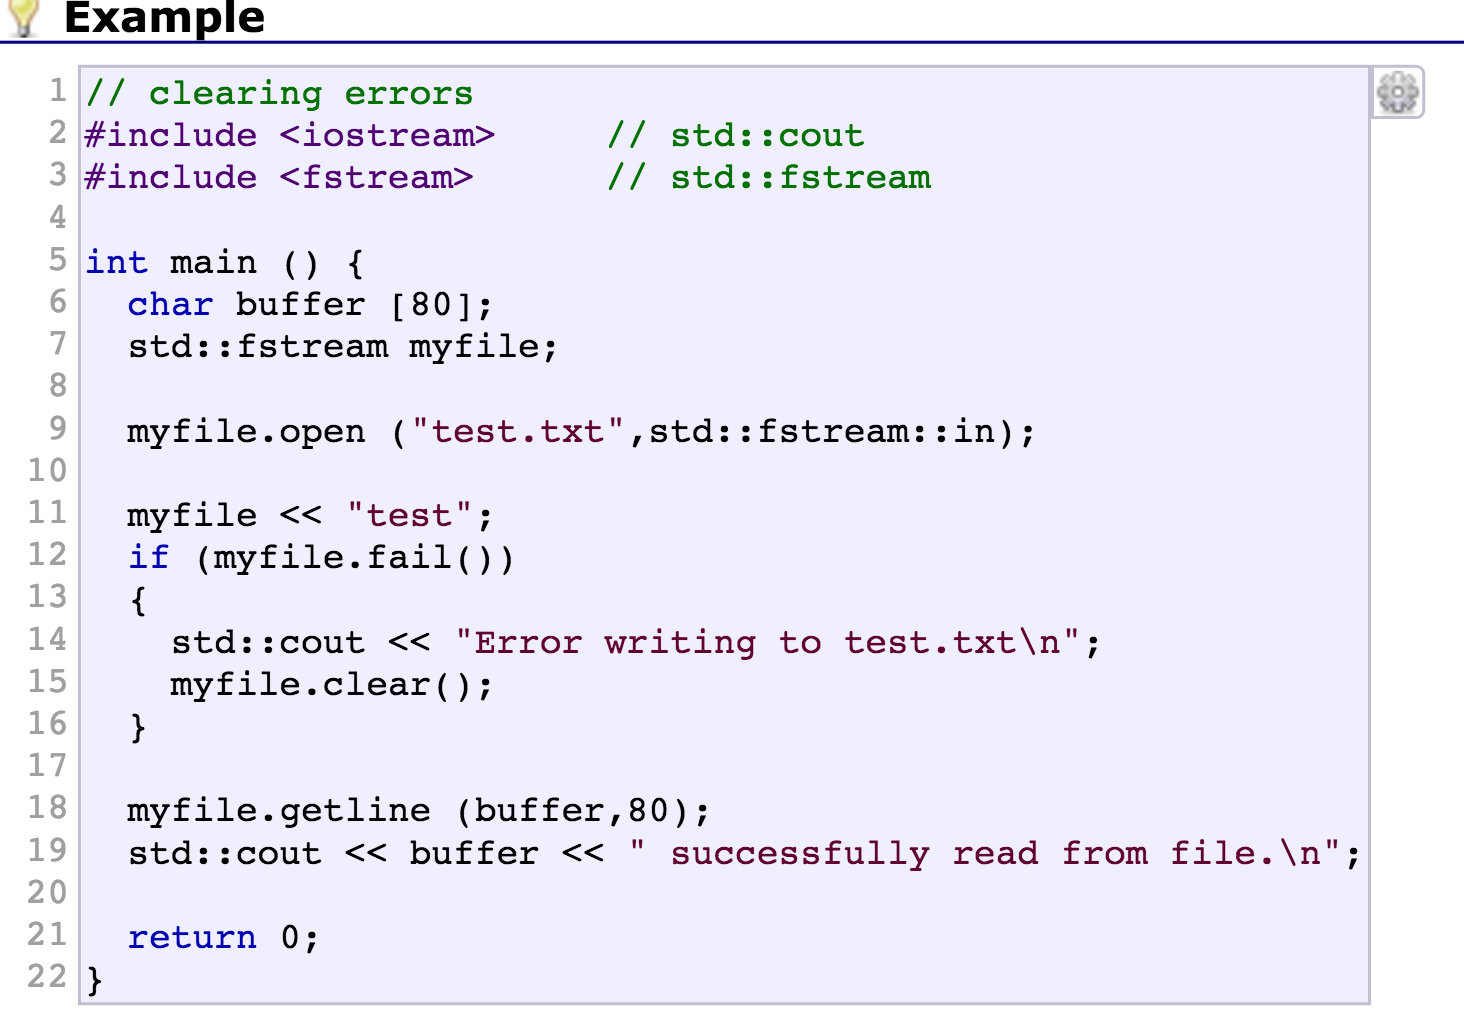 Example
1 // clearing errors
2 #include <iostream>     // std::cout
3 #include <fstream>      // std::fstream
4
5 int main () {
6   char buffer [80];
7   std::fstream myfile;
8
9   myfile.open ("test.txt",std::fstream::in);
10
11   myfile << "test";
12   if (myfile.fail())
13   {
14     std::cout << "Error writing to test.txt\n";
15     myfile.clear();
16   }
17
18   myfile.getline (buffer,80);
19   std::cout << buffer << " successfully read from file.\n";
20
21   return 0;
22 }